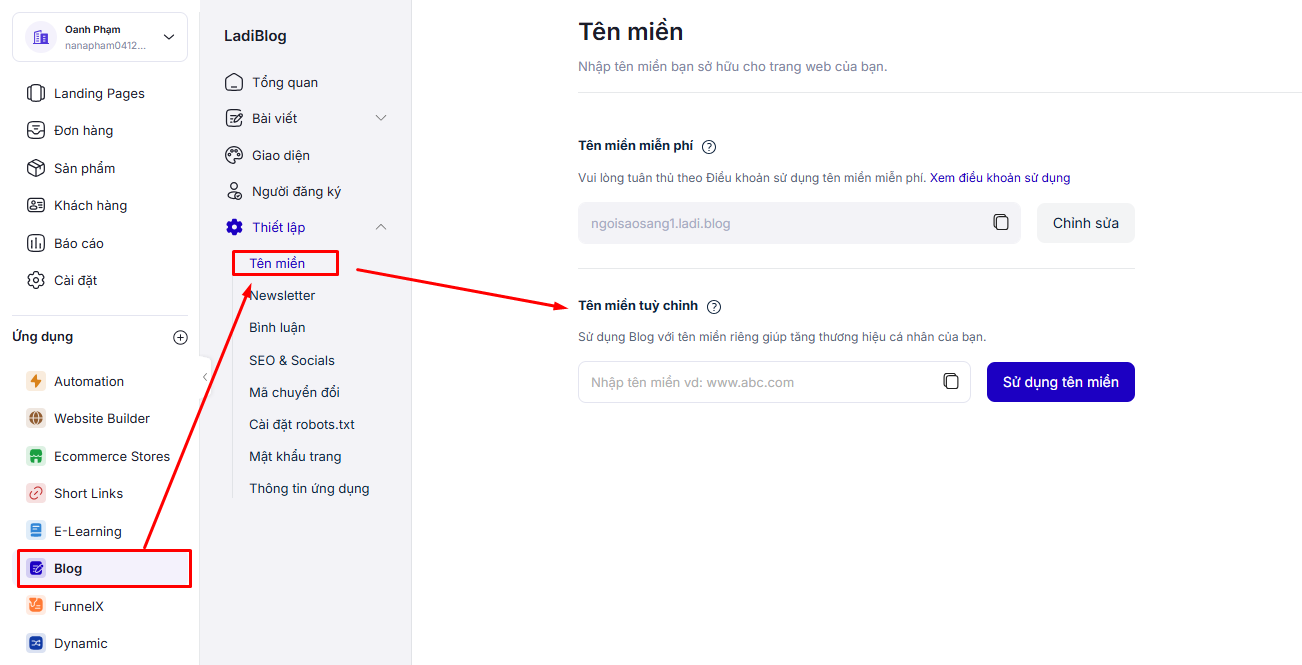 Oanh Phạm
nanapham0412...
Landing Pages
Đơn hàng
Sản phẩm
Khách hàng
Báo cáo
Cài đặt
Ứng dụng
Automation
Website Builder
Ecommerce Stores
Short Links
E-Learning
Blog
FunnelX
Dynamic
LadiBlog
Tổng quan
Bài viết
Giao diện
Người đăng ký
Thiết lập
Tên miền
Newsletter
Bình luận
SEO & Socials
Mã chuyển đổi
Cài đặt robots.txt
Mật khẩu trang
Thông tin ứng dụng
Tên miền
Nhập tên miền bạn sở hữu cho trang web của bạn.
Tên miền miễn phí
Vui lòng tuân thủ theo Điều khoản sử dụng tên miền miễn phí. Xem điều khoản sử dụng
ngoisaosang1.ladi.blog
Chỉnh sửa
Tên miền tuỳ chỉnh
Sử dụng Blog với tên miền riêng giúp tăng thương hiệu cá nhân của bạn.
Nhập tên miền vd: www.abc.com
Sử dụng tên miền